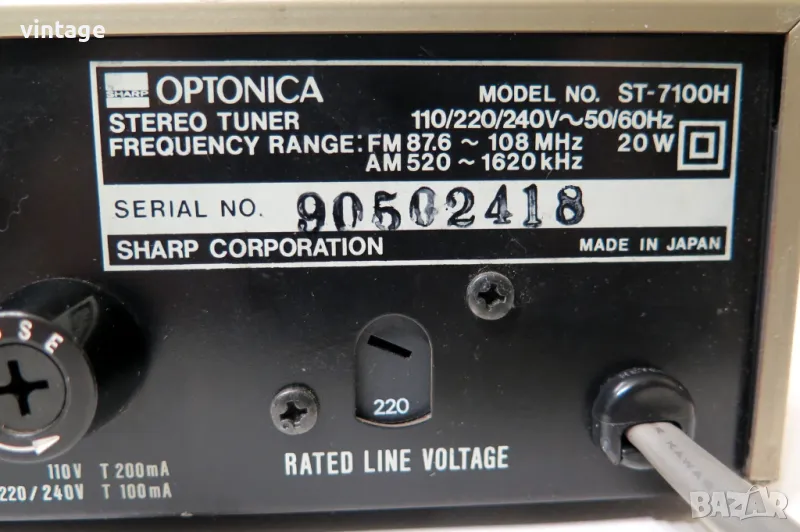 vintage
SHARP OPTONICA MODEL NO. ST-7100H
STEREO TUNER 110/220/240V~50/60Hz
FREQUENCY RANGE: FM 87.6 ~ 108 MHz 20 W
AM 520 ~ 1620 kHz
SERIAL NO. 90502418
SHARP CORPORATION MADE IN JAPAN
220
RATED LINE VOLTAGE
110V T 200mA
220/240V T 100mA
BAZAR